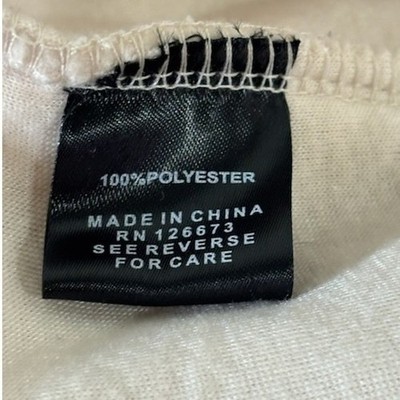 100%POLYESTER
MADE IN CHINA
RN 126673
SEE REVERSE
FOR CARE